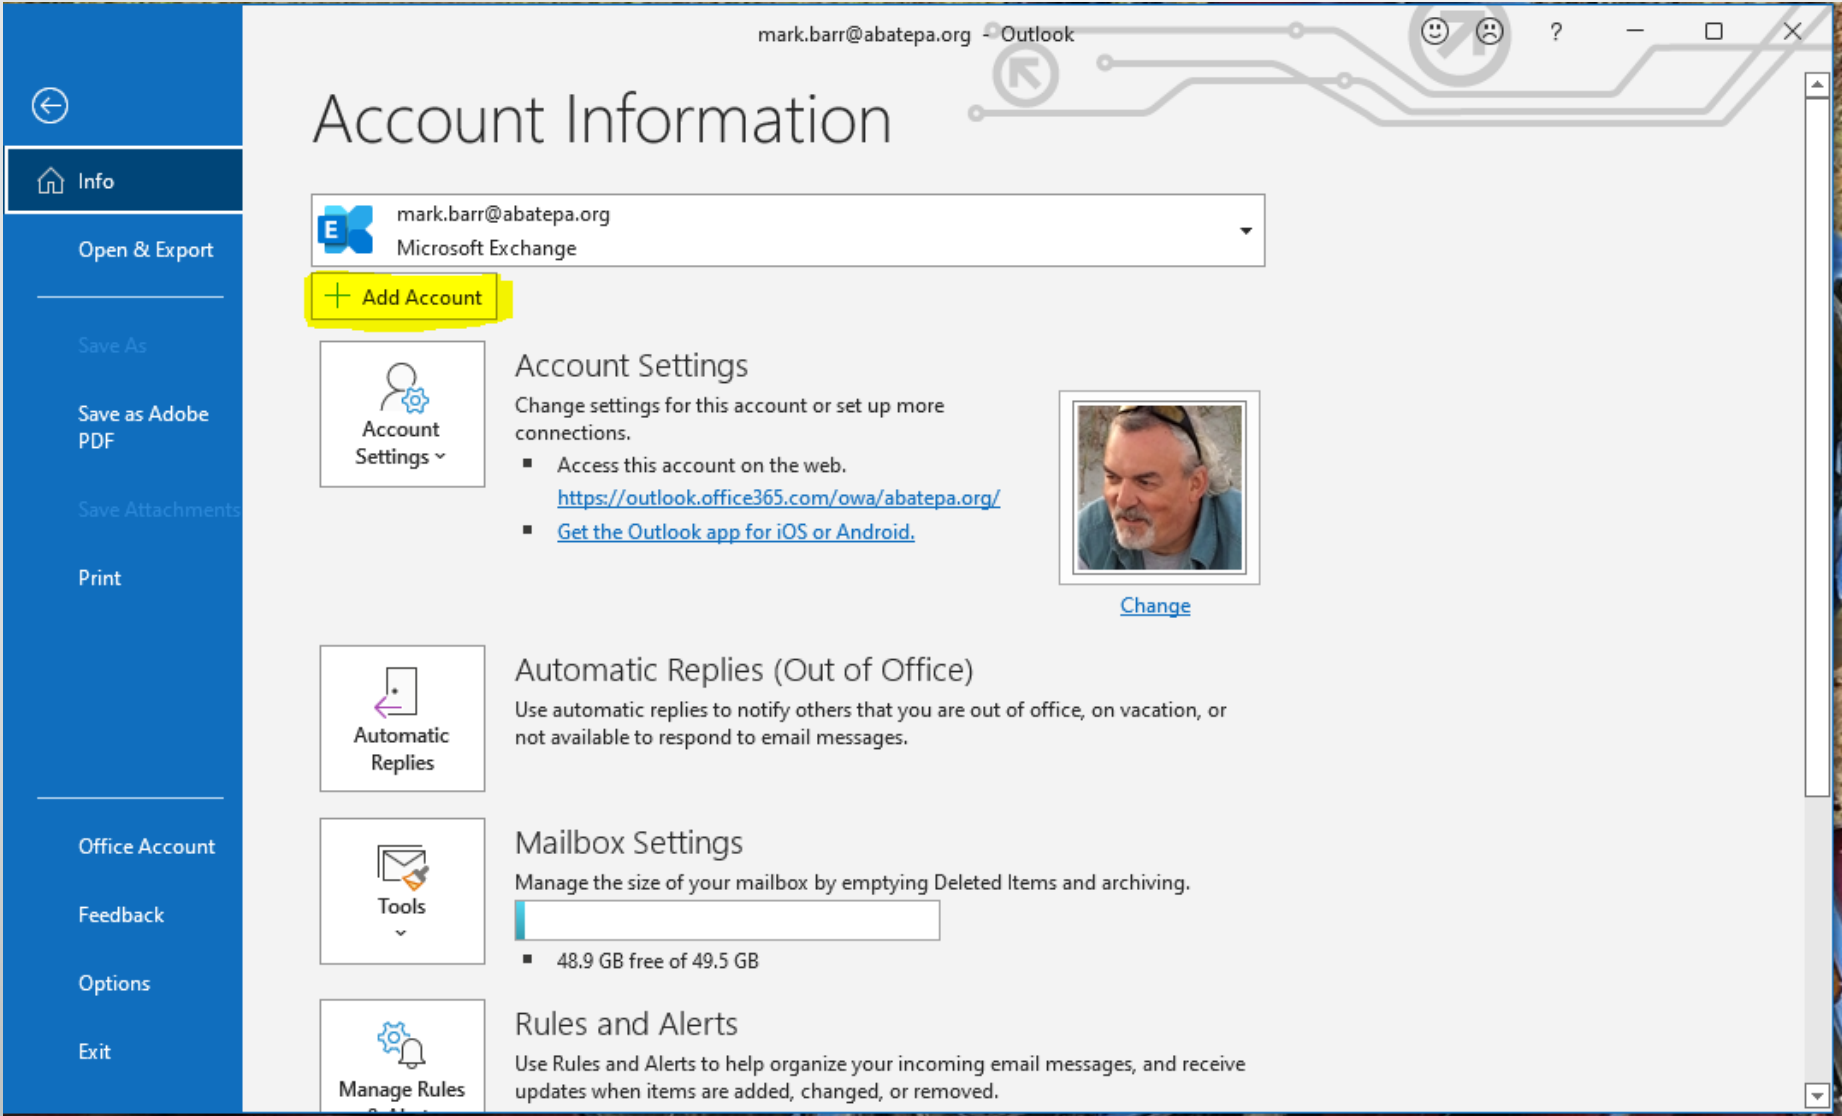 mark.barr@abatepa.org - Outlook
?
Account Information
Info
mark.barr@abatepa.org
Microsoft Exchange
Open & Export
Add Account
Save As
Account Settings
Change settings for this account or set up more
connections.
Account
Settings
Access this account on the web.
https://outlook.office365.com/owa/abatepa.org/
Get the Outlook app for iOS or Android.
Save as Adobe
PDF
Save Attachments
Print
Change
Automatic Replies (Out of Office)
Use automatic replies to notify others that you are out of office, on vacation, or
not available to respond to email messages.
Automatic
Replies
Mailbox Settings
Manage the size of your mailbox by emptying Deleted Items and archiving.
Tools
48.9 GB free of 49.5 GB
Office Account
Feedback
Options
Exit
Rules and Alerts
Use Rules and Alerts to help organize your incoming email messages, and receive
updates when items are added, changed, or removed.
Manage Rules